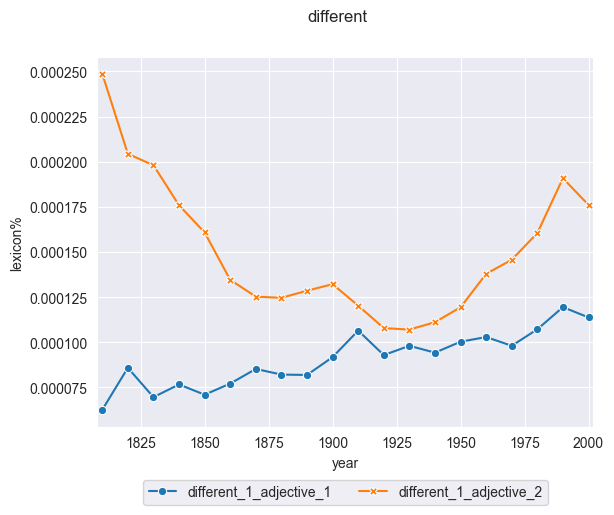 different
0.000250
0.000225
0.000200
0.000175
0.000150
0.000125
0.000100
0.000075
lexicon%
1825 1850 1875 1900 1925 1950 1975 2000
year
different_1_adjective_1 different_1_adjective_2